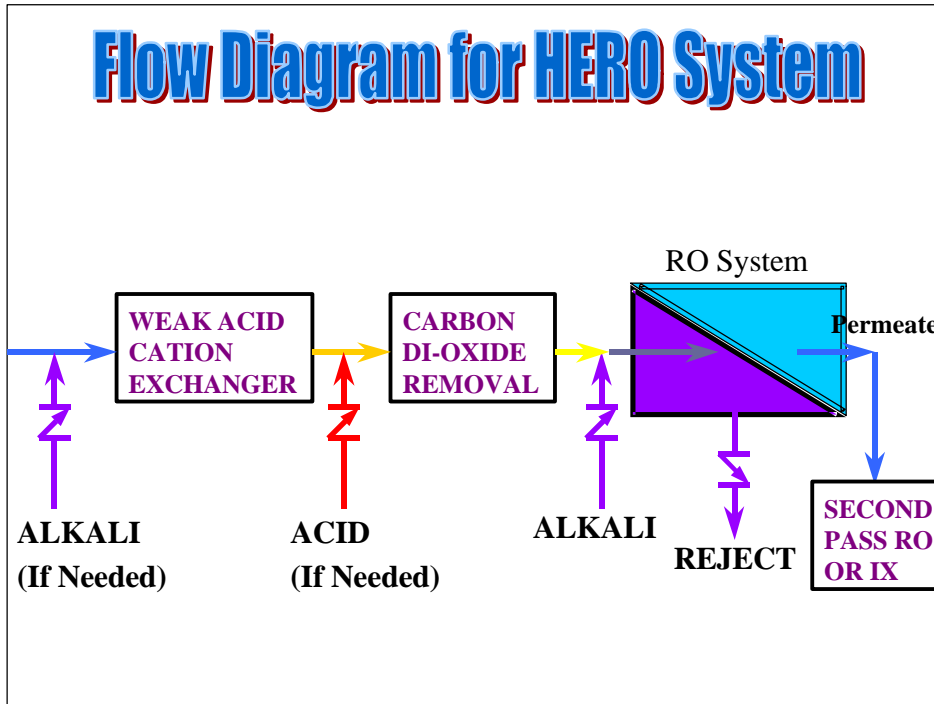 Flow Diagram for HERO System
RO System
WEAK ACID
CATION
EXCHANGER
CARBON
DI-OXIDE
REMOVAL
Permeate
ALKALI
(If Needed)
ACID
(If Needed)
ALKALI
REJECT
SECOND
PASS RO
OR IX